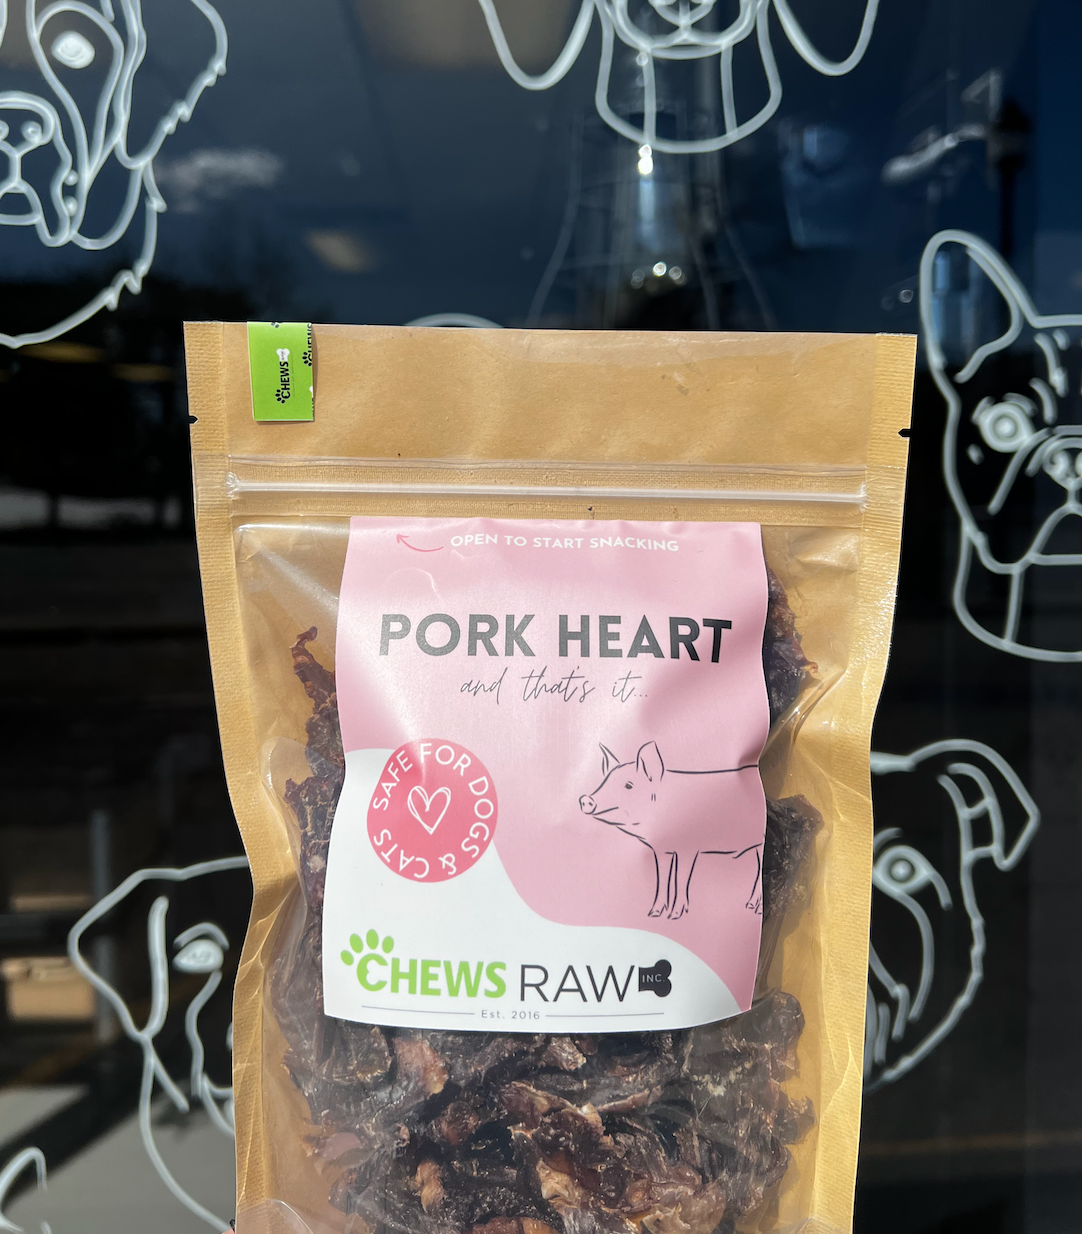 CHEWS
OPEN TO START SNACKING
PORK HEART
and that's it...
SAFE FOR DOGS & CATS
CHEWS RAW INC
Est. 2016